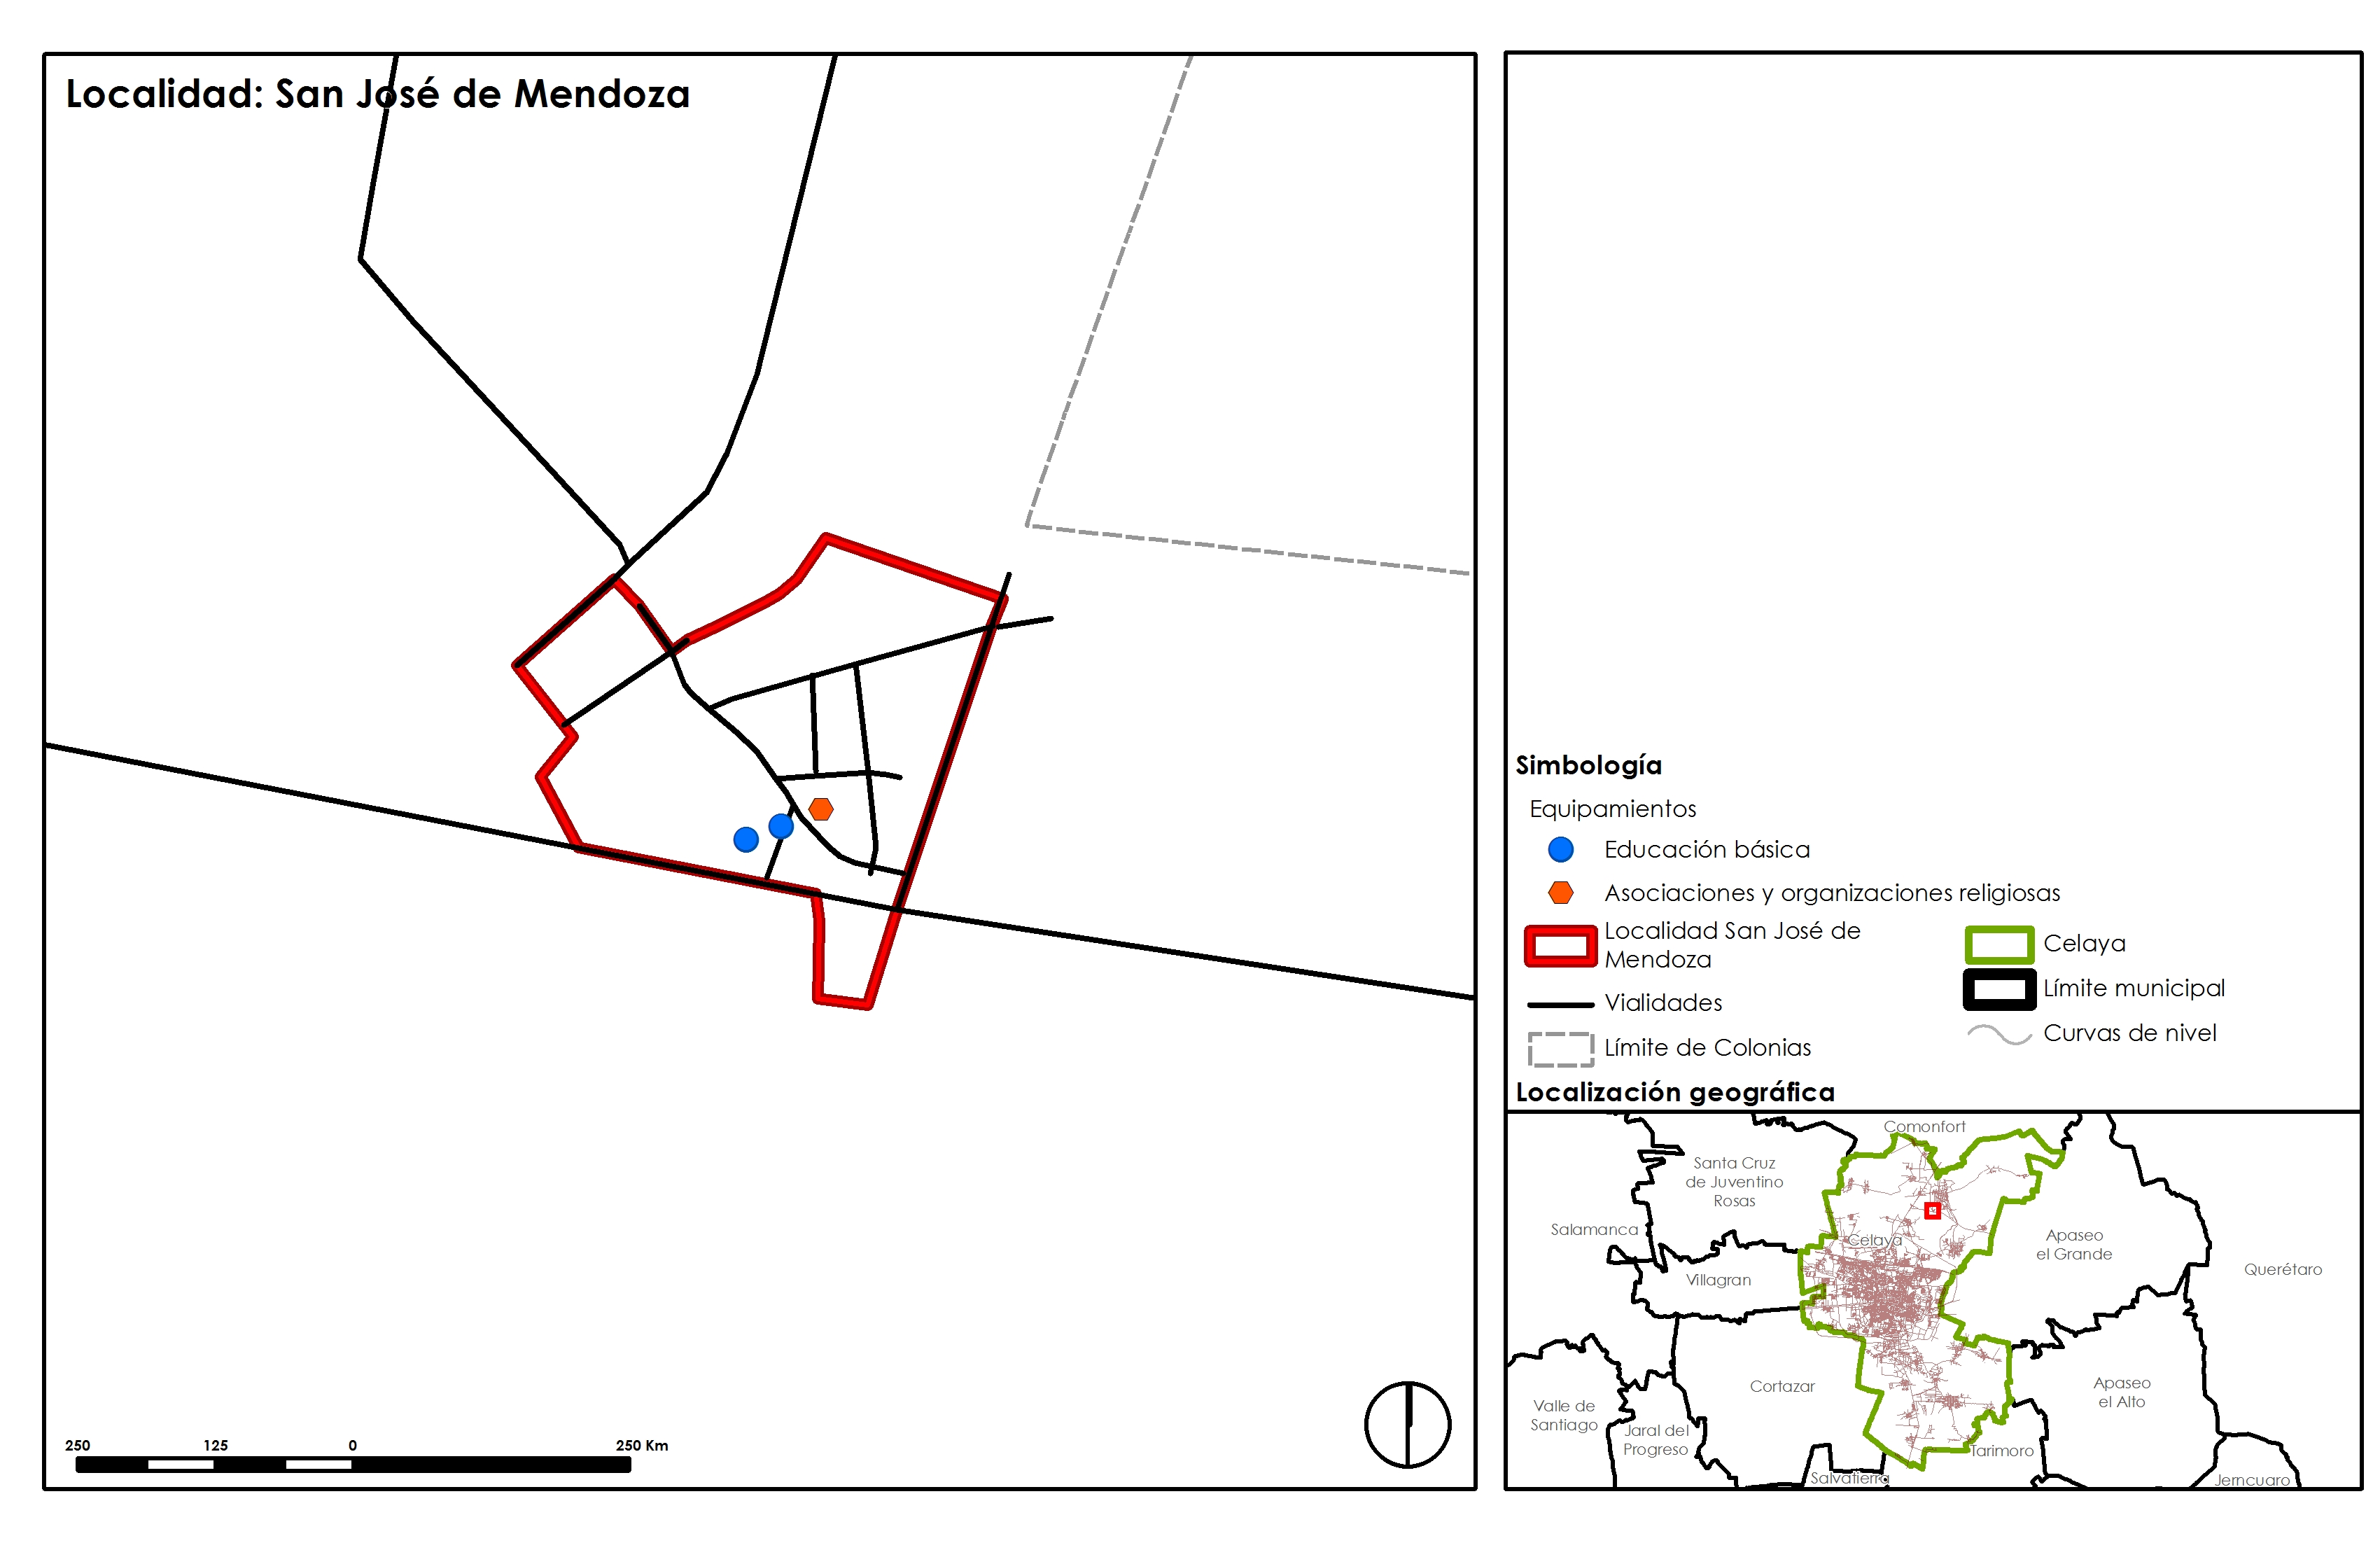 Localidad: San José de Mendoza
250 125 0 250 Km
Simbología
Equipamientos
Educación básica
Asociaciones y organizaciones religiosas
Localidad San José de
Mendoza
Vialidades
Límite de Colonias
Celaya
Límite municipal
Curvas de nivel
Localización geográfica
Comonfort
Santa Cruz
de Juventino
Rosas
Salamanca
Celaya
Apaseo
el Grande
Querétaro
Villagran
Cortazar
Apaseo
el Alto
Valle de
Santiago
Jaral del
Progreso
Tarimoro
Salvatierra
Jerncuaro